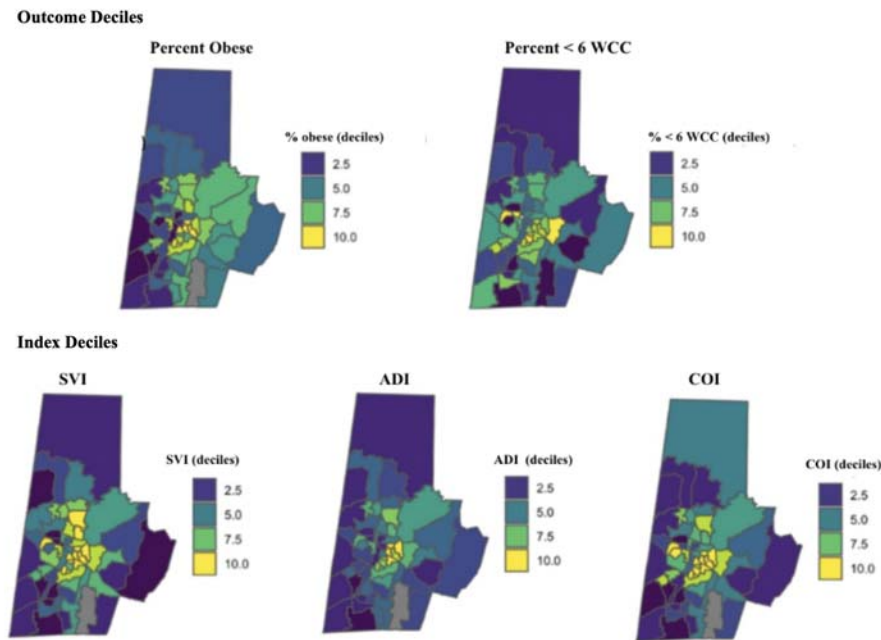 Outcome Deciles
Percent Obese
% obese (deciles)
2.5
5.0
7.5
10.0
Percent < 6 WCC
% < 6 WCC (deciles)
2.5
5.0
7.5
10.0
Index Deciles
SVI
SVI (deciles)
2.5
5.0
7.5
10.0
ADI
ADI (deciles)
2.5
5.0
7.5
10.0
COI
COI (deciles)
2.5
5.0
7.5
10.0